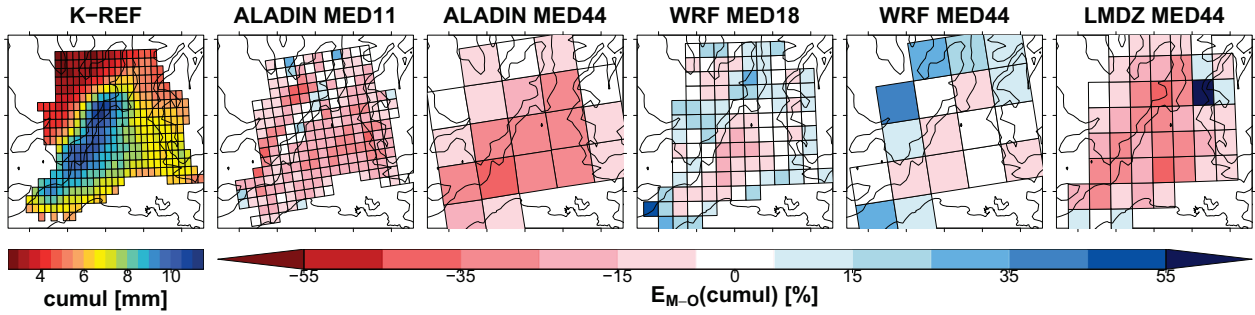 K−REF ALADIN MED11 ALADIN MED44 WRF MED18 WRF MED44 LMDZ MED44
4 6 8 10 −55 −35 −15 0 15 35 55
cumul [mm] E_M−O(cumul) [%]